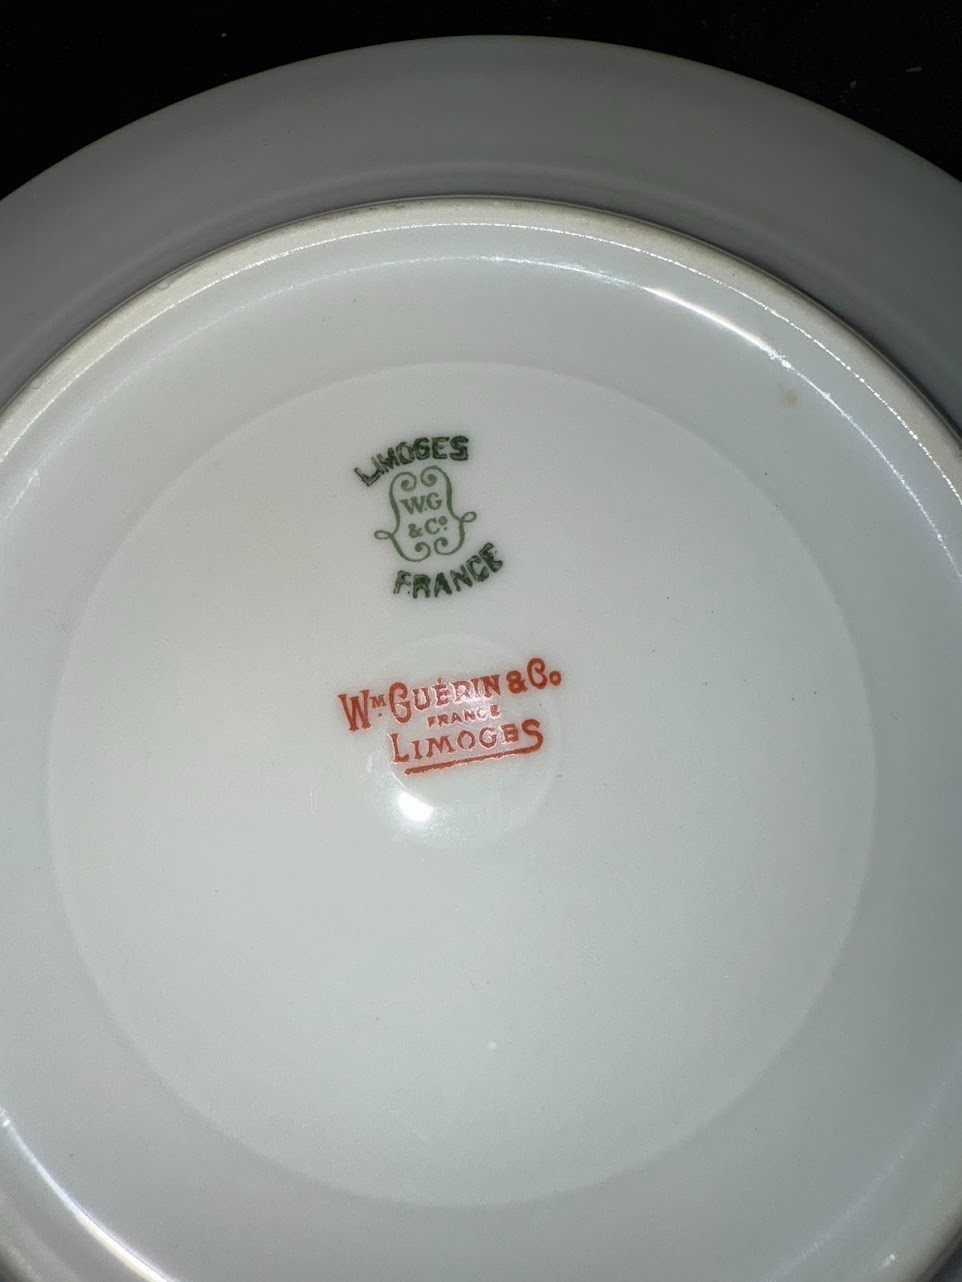 LIMOGES
W.G
& Co
FRANCE
WM. GUÉRIN & Co
FRANCE
LIMOGES